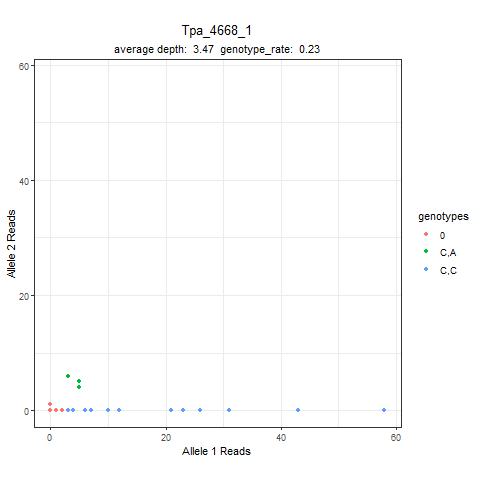 Tpa_4668_1
average depth:  3.47  genotype_rate:  0.23
60
40
20
0
Allele 2 Reads
0 20 40 60
Allele 1 Reads
genotypes
0
C,A
C,C